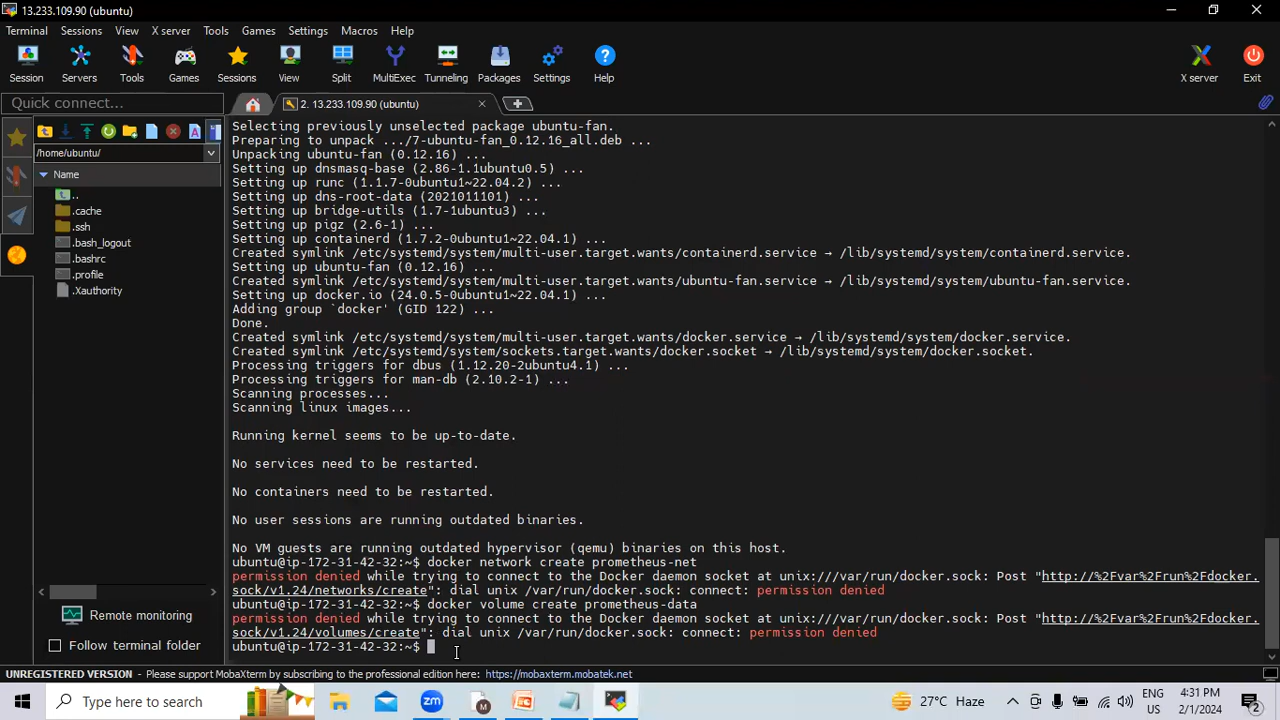 13.233.109.90 (ubuntu)
Terminal Sessions View X server Tools Games Settings Macros Help
Session Servers Tools Games Sessions View Split MultiExec Tunneling Packages Settings Help X server Exit
Quick connect...
2. 13.233.109.90 (ubuntu)
/home/ubuntu/
Name
..
.cache
.ssh
.bash_logout
.bashrc
.profile
.Xauthority
Remote monitoring
Follow terminal folder
Selecting previously unselected package ubuntu-fan.
Preparing to unpack .../7-ubuntu-fan_0.12.16_all.deb ...
Unpacking ubuntu-fan (0.12.16) ...
Setting up dnsmasq-base (2.86-1.1ubuntu0.5) ...
Setting up runc (1.1.7-0ubuntu1~22.04.2) ...
Setting up dns-root-data (2021011101) ...
Setting up bridge-utils (1.7-1ubuntu3) ...
Setting up pigz (2.6-1) ...
Setting up containerd (1.7.2-0ubuntu1~22.04.1) ...
Created symlink /etc/systemd/system/multi-user.target.wants/containerd.service → /lib/systemd/system/containerd.service.
Setting up ubuntu-fan (0.12.16) ...
Created symlink /etc/systemd/system/multi-user.target.wants/ubuntu-fan.service → /lib/systemd/system/ubuntu-fan.service.
Setting up docker.io (24.0.5-0ubuntu1~22.04.1) ...
Adding group `docker' (GID 122) ...
Done.
Created symlink /etc/systemd/system/multi-user.target.wants/docker.service → /lib/systemd/system/docker.service.
Created symlink /etc/systemd/system/sockets.target.wants/docker.socket → /lib/systemd/system/docker.socket.
Processing triggers for dbus (1.12.20-2ubuntu4.1) ...
Processing triggers for man-db (2.10.2-1) ...
Scanning processes...
Scanning linux images...
Running kernel seems to be up-to-date.
No services need to be restarted.
No containers need to be restarted.
No user sessions are running outdated binaries.
No VM guests are running outdated hypervisor (qemu) binaries on this host.
ubuntu@ip-172-31-42-32:~$ docker network create prometheus-net
permission denied while trying to connect to the Docker daemon socket at unix:///var/run/docker.sock: Post "http://%2Fvar%2Frun%2Fdocker.
sock/v1.24/networks/create": dial unix /var/run/docker.sock: connect: permission denied
ubuntu@ip-172-31-42-32:~$ docker volume create prometheus-data
permission denied while trying to connect to the Docker daemon socket at unix:///var/run/docker.sock: Post "http://%2Fvar%2Frun%2Fdocker.
sock/v1.24/volumes/create": dial unix /var/run/docker.sock: connect: permission denied
ubuntu@ip-172-31-42-32:~$
UNREGISTERED VERSION - Please support MobaXterm by subscribing to the professional edition here: https://mobaxterm.mobatek.net
Type here to search
zm
M
27°C Haze
ENG
US
4:31 PM
2/1/2024
2